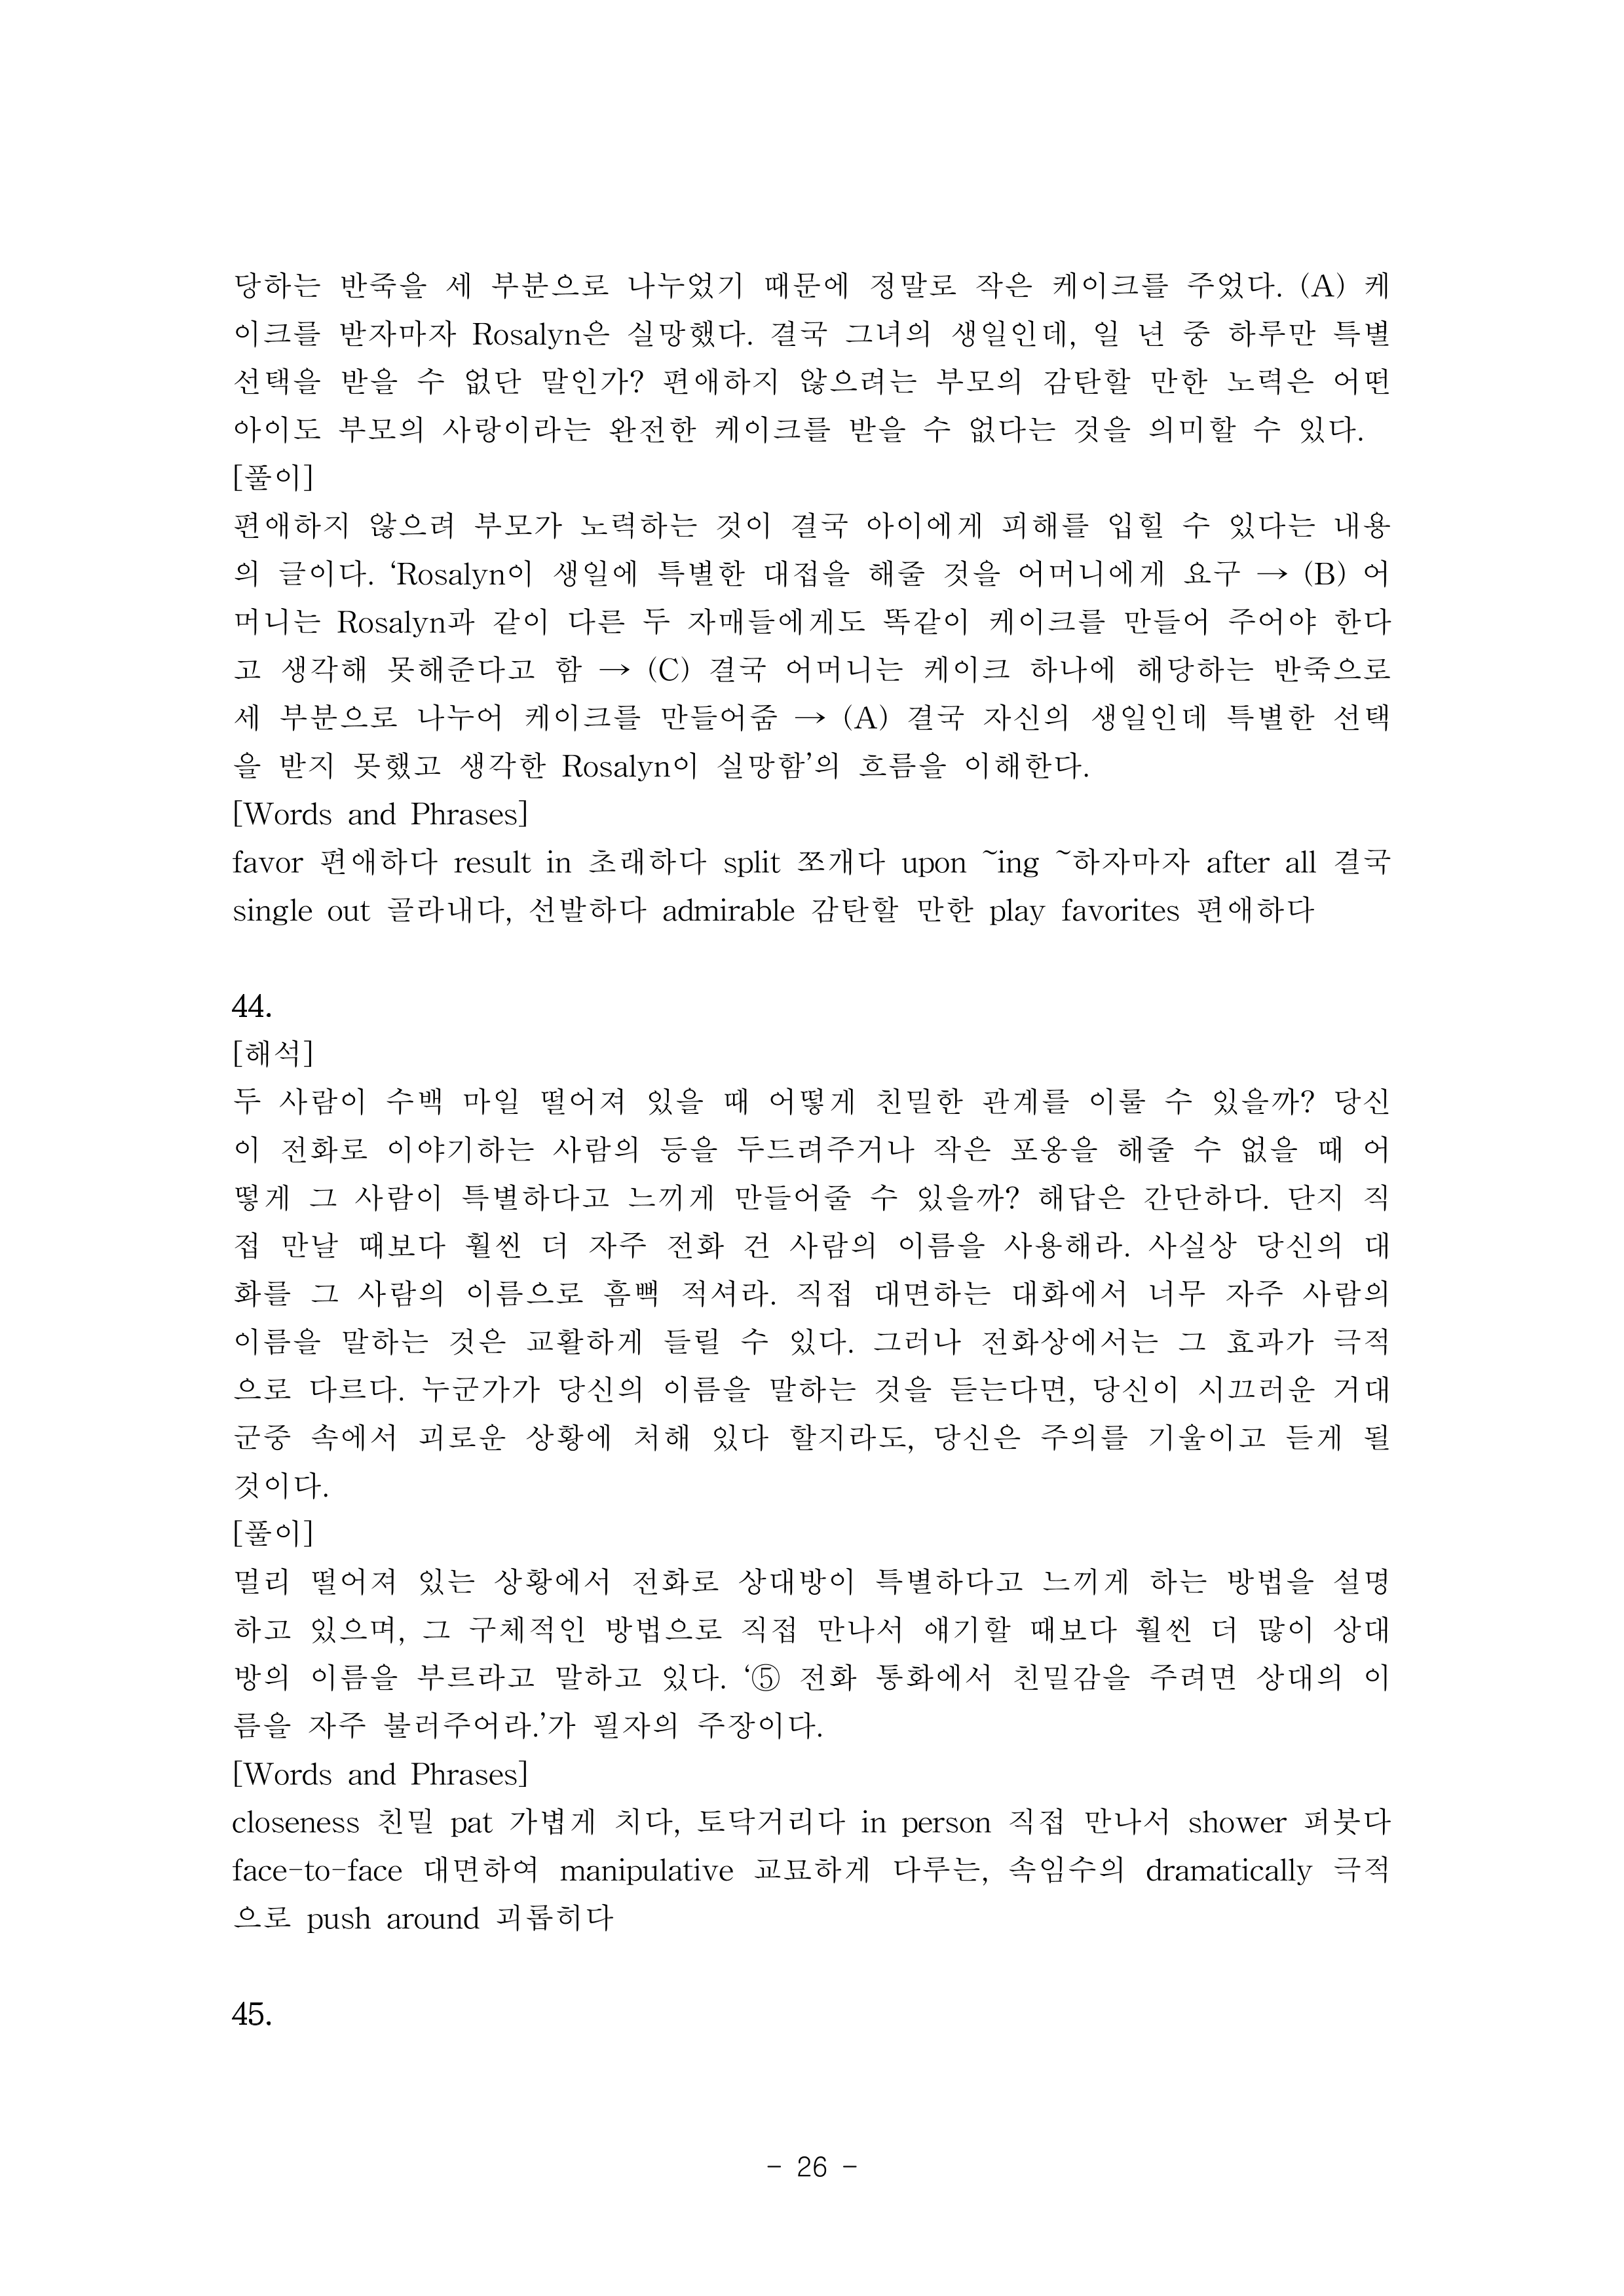 당하는 반죽을 세 부분으로 나누었기 때문에 정말로 작은 케이크를 주었다. (A) 케
이크를 받자마자 Rosalyn은 실망했다. 결국 그녀의 생일인데, 일 년 중 하루만 특별
선택을 받을 수 없단 말인가? 편애하지 않으려는 부모의 감탄할 만한 노력은 어떤
아이도 부모의 사랑이라는 완전한 케이크를 받을 수 없다는 것을 의미할 수 있다.
[풀이]
편애하지 않으려 부모가 노력하는 것이 결국 아이에게 피해를 입힐 수 있다는 내용
의 글이다. ‘Rosalyn이 생일에 특별한 대접을 해줄 것을 어머니에게 요구 → (B) 어
머니는 Rosalyn과 같이 다른 두 자매들에게도 똑같이 케이크를 만들어 주어야 한다
고 생각해 못해준다고 함 → (C) 결국 어머니는 케이크 하나에 해당하는 반죽으로
세 부분으로 나누어 케이크를 만들어줌 → (A) 결국 자신의 생일인데 특별한 선택
을 받지 못했고 생각한 Rosalyn이 실망함’의 흐름을 이해한다.
[Words and Phrases]
favor 편애하다 result in 초래하다 split 쪼개다 upon ~ing ~하자마자 after all 결국
single out 골라내다, 선발하다 admirable 감탄할 만한 play favorites 편애하다
44.
[해석]
두 사람이 수백 마일 떨어져 있을 때 어떻게 친밀한 관계를 이룰 수 있을까? 당신
이 전화로 이야기하는 사람의 등을 두드려주거나 작은 포옹을 해줄 수 없을 때 어
떻게 그 사람이 특별하다고 느끼게 만들어줄 수 있을까? 해답은 간단하다. 단지 직
접 만날 때보다 훨씬 더 자주 전화 건 사람의 이름을 사용해라. 사실상 당신의 대
화를 그 사람의 이름으로 흠뻑 적셔라. 직접 대면하는 대화에서 너무 자주 사람의
이름을 말하는 것은 교활하게 들릴 수 있다. 그러나 전화상에서는 그 효과가 극적
으로 다르다. 누군가가 당신의 이름을 말하는 것을 듣는다면, 당신이 시끄러운 거대
군중 속에서 괴로운 상황에 처해 있다 할지라도, 당신은 주의를 기울이고 듣게 될
것이다.
[풀이]
멀리 떨어져 있는 상황에서 전화로 상대방이 특별하다고 느끼게 하는 방법을 설명
하고 있으며, 그 구체적인 방법으로 직접 만나서 얘기할 때보다 훨씬 더 많이 상대
방의 이름을 부르라고 말하고 있다. ‘⑤ 전화 통화에서 친밀감을 주려면 상대의 이
름을 자주 불러주어라.’가 필자의 주장이다.
[Words and Phrases]
closeness 친밀 pat 가볍게 치다, 토닥거리다 in person 직접 만나서 shower 퍼붓다
face-to-face 대면하여 manipulative 교묘하게 다루는, 속임수의 dramatically 극적
으로 push around 괴롭히다
45.
- 26 -